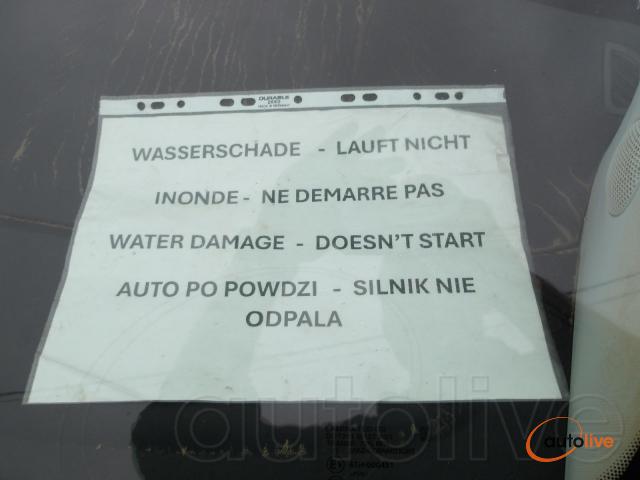 DURABLE
WASSERSCHADE - LAUFT NICHT
INONDE - NE DEMARRE PAS
WATER DAMAGE - DOESN'T START
AUTO PO POWDZI - SILNIK NIE
ODPALA
autolive
autolive